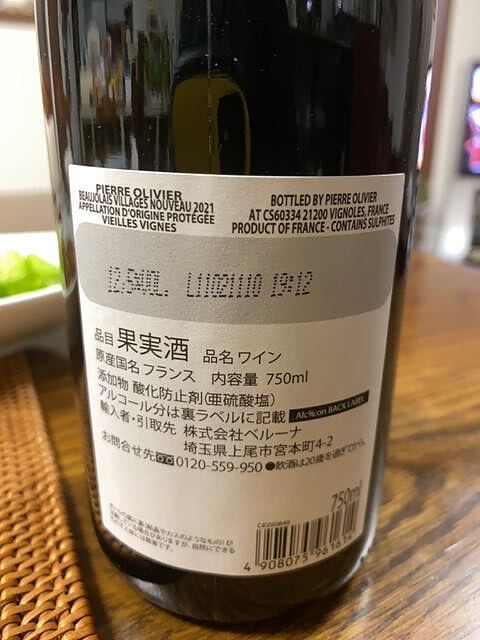 PIERRE OLIVIER
BEAUJOLAIS VILLAGES NOUVEAU 2021
APPELLATION D'ORIGINE PROTÉGÉE
VIEILLES VIGNES
BOTTLED BY PIERRE OLIVIER
AT CS60334 21200 VIGNOLES, FRANCE
PRODUCT OF FRANCE - CONTAINS SULPHITES
12.5%VOL. L1021110 19:12
品目 果実酒 品名 ワイン
原産国名 フランス 内容量 750ml
添加物 酸化防止剤(亜硫酸塩)
アルコール分は裏ラベルに記載 Alc%:on BACK LABEL
輸入者・引取先 株式会社ベルーナ
埼玉県上尾市宮本町4-2
お問合せ先 0120-559-950 ●飲酒は20歳を過ぎてから。
750ml